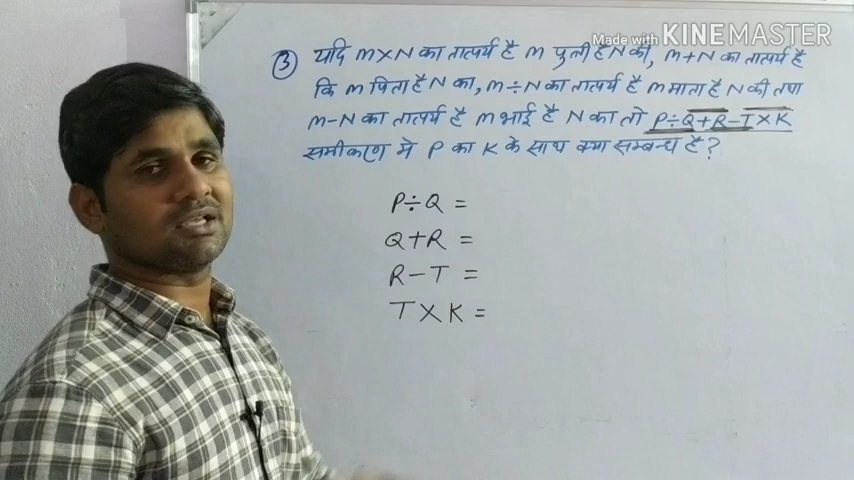 Made with KINEMASTER
③ यदि M×N का तात्पर्य है M पुत्री है N की, M+N का तात्पर्य है
कि M पिता है N का, M÷N का तात्पर्य है M माता है N की तथा
M-N का तात्पर्य है M भाई है N का तो P÷Q+R-T×K
समीकरण मे P का K के साथ क्या सम्बन्ध है?
P÷Q =
Q+R =
R-T =
T×K =